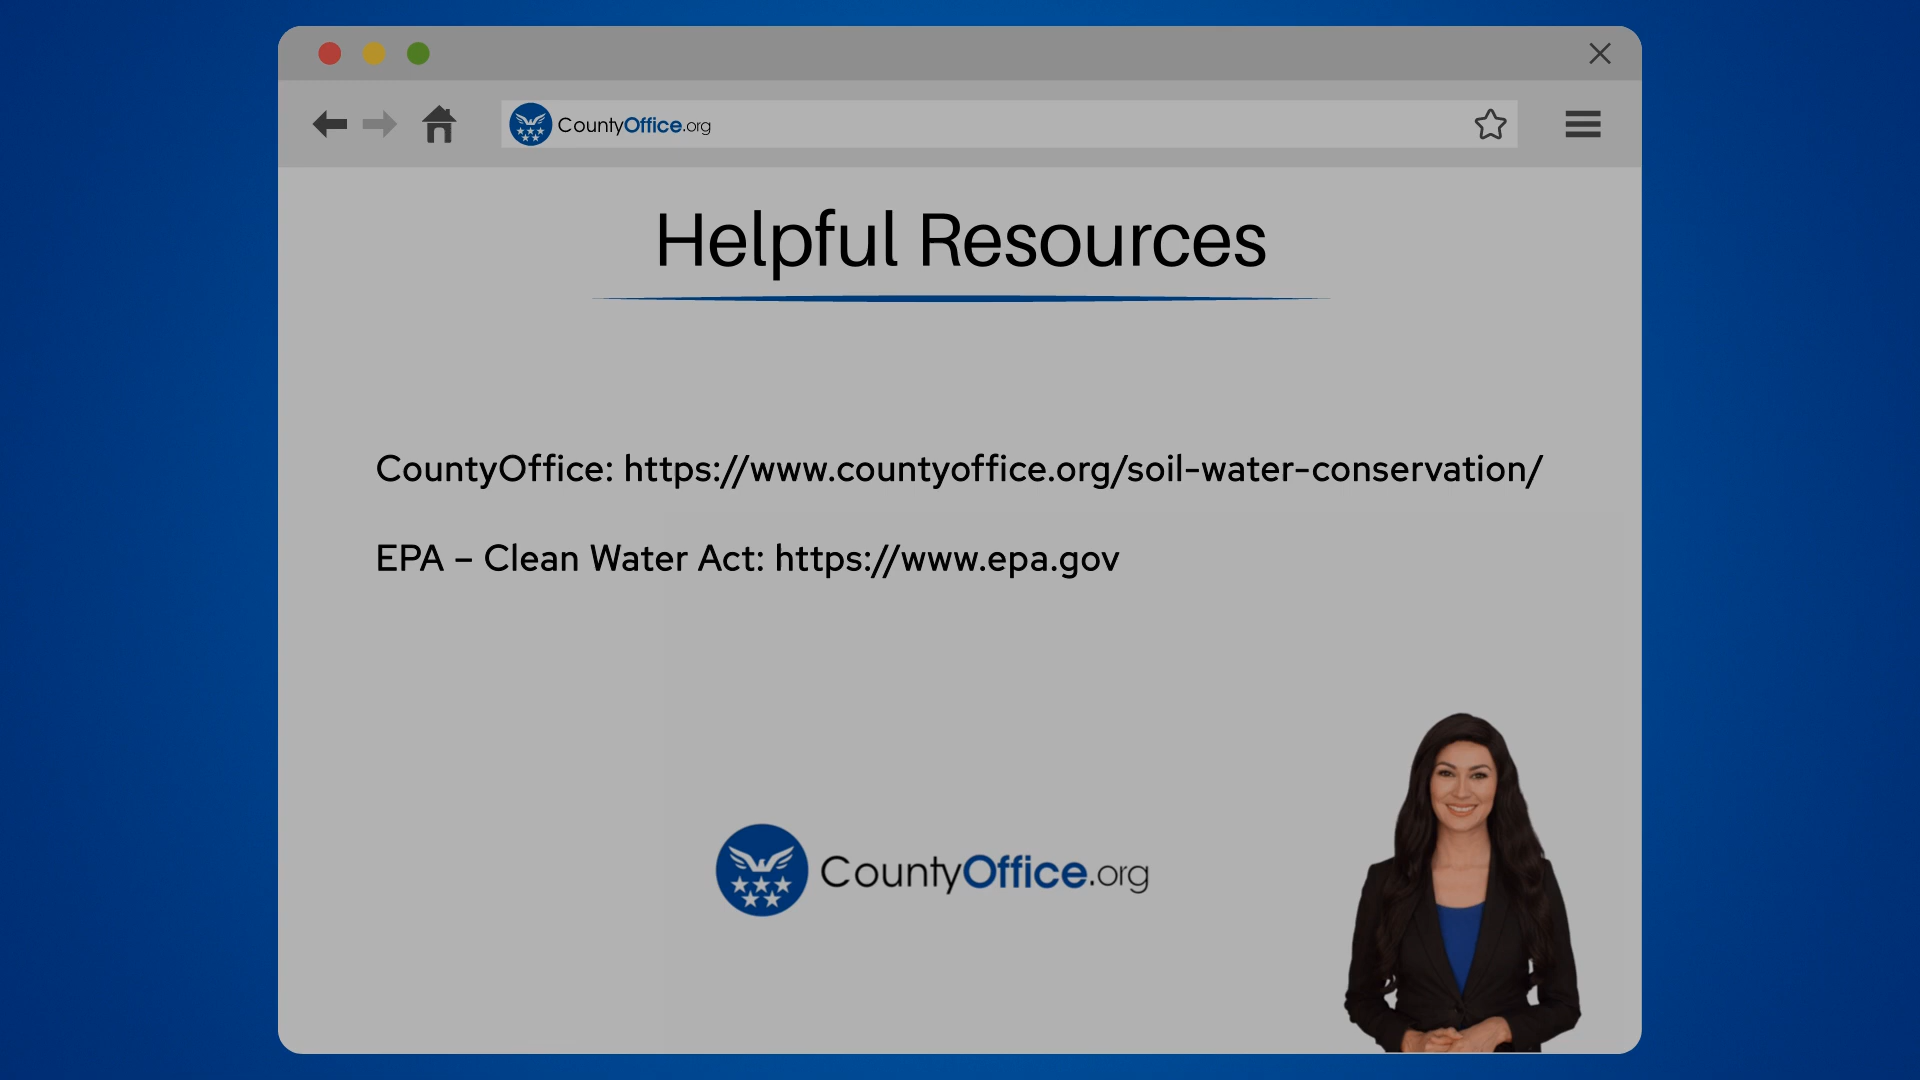 CountyOffice.org
Helpful Resources
CountyOffice: https://www.countyoffice.org/soil-water-conservation/
EPA – Clean Water Act: https://www.epa.gov
CountyOffice.org